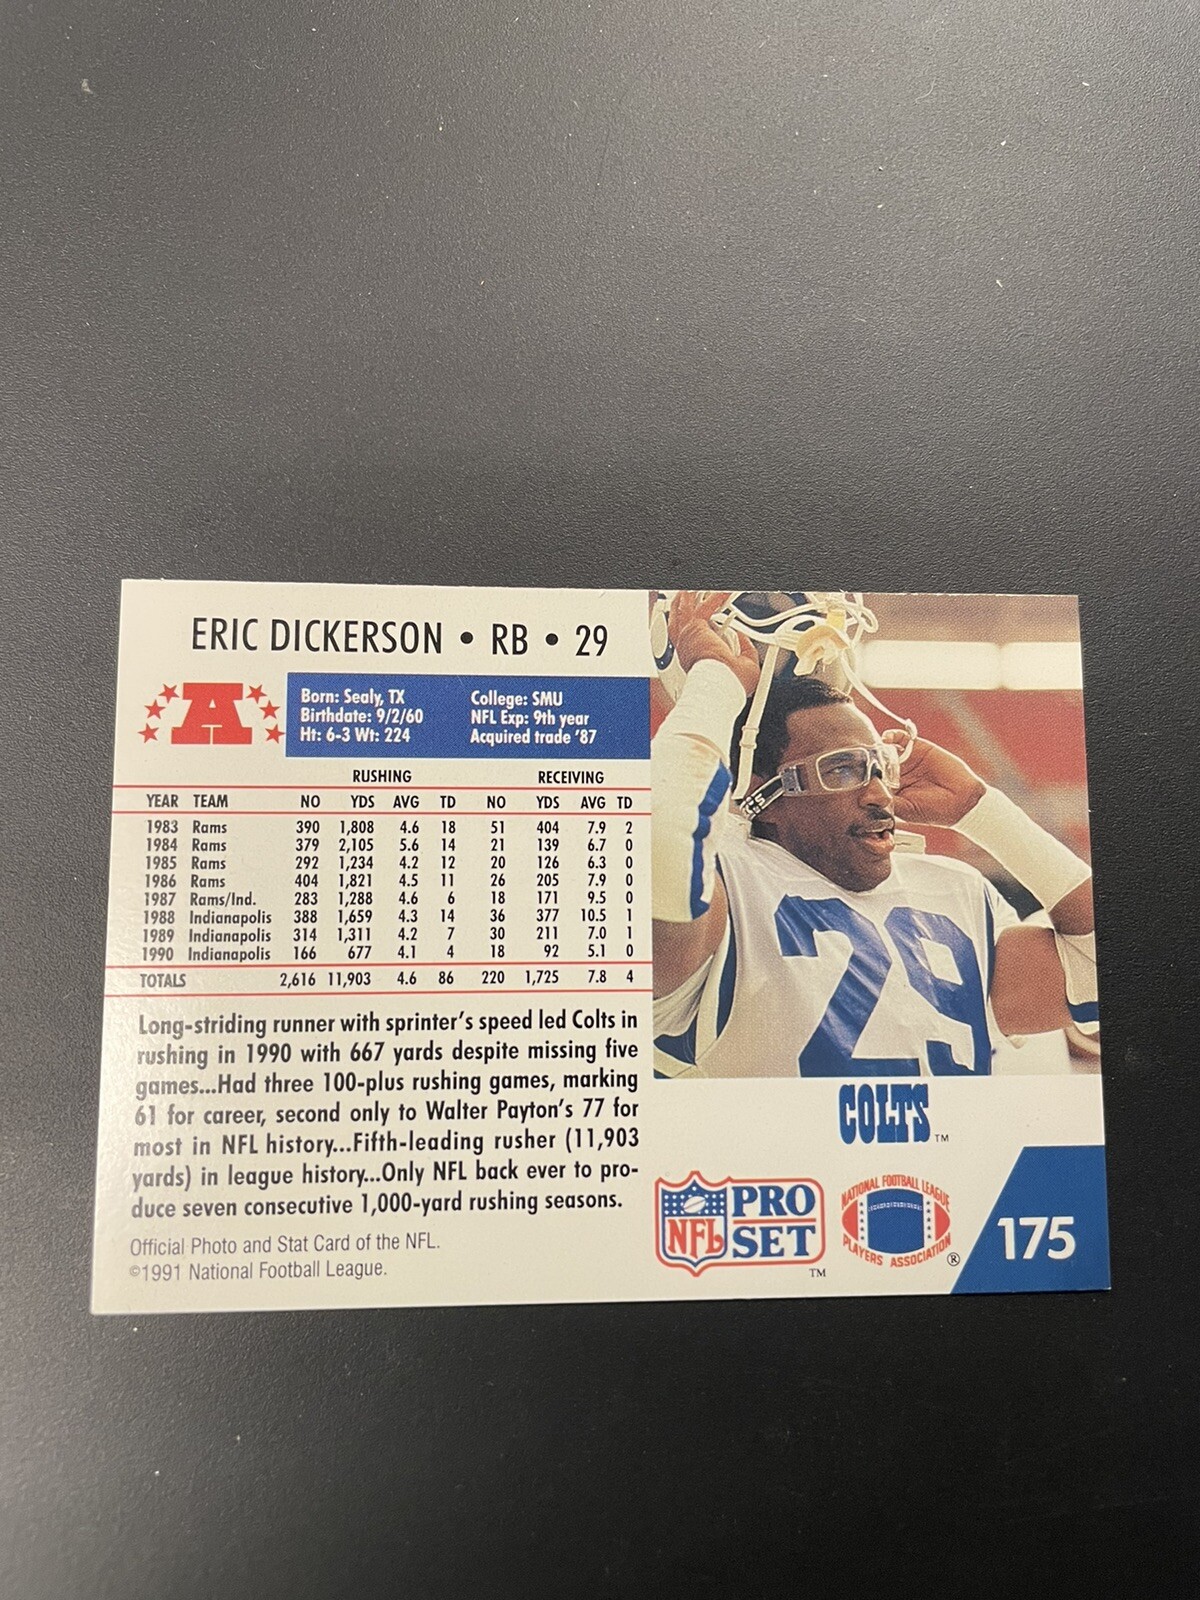 ERIC DICKERSON • RB • 29
A
Born: Sealy, TX
Birthdate: 9/2/60
Ht: 6-3 Wt: 224
College: SMU
NFL Exp: 9th year
Acquired trade '87
RUSHING RECEIVING
YEAR TEAM NO YDS AVG TD NO YDS AVG TD
1983 Rams 390 1,808 4.6 18 51 404 7.9 2
1984 Rams 379 2,105 5.6 14 21 139 6.7 0
1985 Rams 292 1,234 4.2 12 20 126 6.3 0
1986 Rams 404 1,821 4.5 11 26 205 7.9 0
1987 Rams/Ind. 283 1,288 4.6 6 18 171 9.5 0
1988 Indianapolis 388 1,659 4.3 14 36 377 10.5 1
1989 Indianapolis 314 1,311 4.2 7 30 211 7.0 1
1990 Indianapolis 166 677 4.1 4 18 92 5.1 0
TOTALS 2,616 11,903 4.6 86 220 1,725 7.8 4
Long-striding runner with sprinter's speed led Colts in
rushing in 1990 with 667 yards despite missing five
games...Had three 100-plus rushing games, marking
61 for career, second only to Walter Payton's 77 for
most in NFL history...Fifth-leading rusher (11,903
yards) in league history...Only NFL back ever to pro-
duce seven consecutive 1,000-yard rushing seasons.
Official Photo and Stat Card of the NFL.
©1991 National Football League.
29
COLTS™
NFL PRO
SET™
NATIONAL FOOTBALL LEAGUE
PLAYERS ASSOCIATION®
175